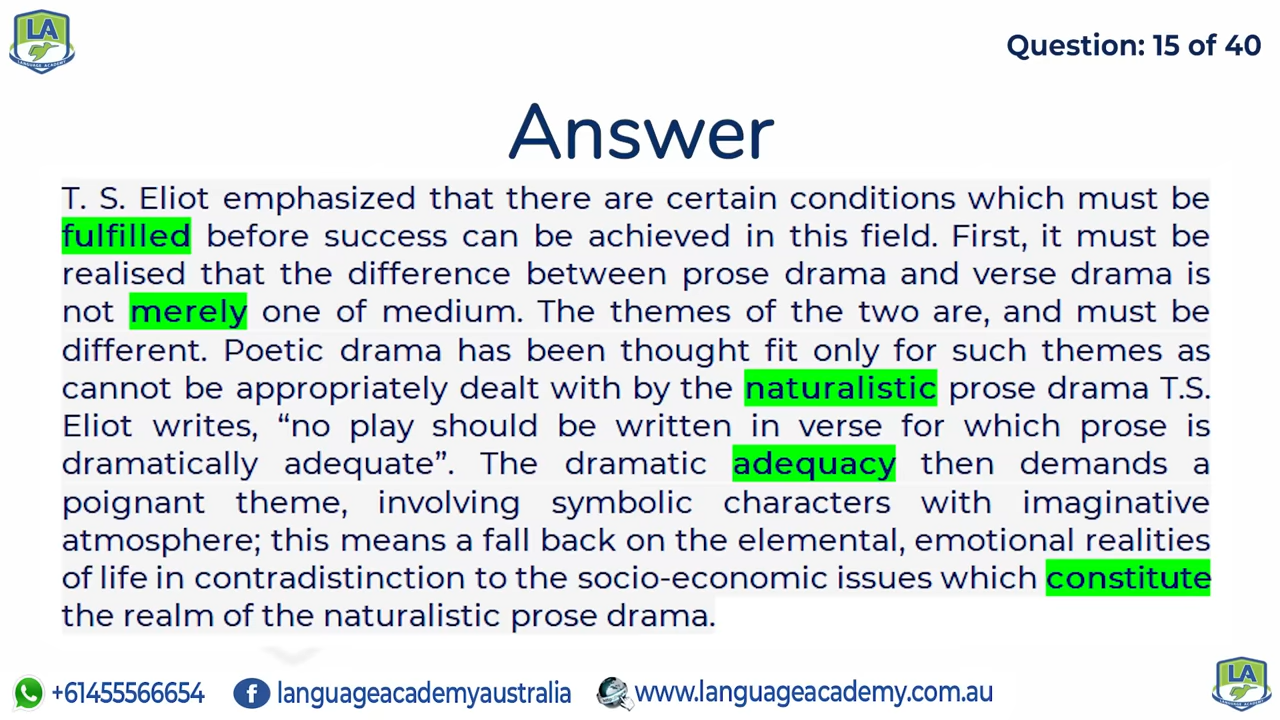 LA
LANGUAGE ACADEMY
Question: 15 of 40
Answer
T. S. Eliot emphasized that there are certain conditions which must be
fulfilled before success can be achieved in this field. First, it must be
realised that the difference between prose drama and verse drama is
not merely one of medium. The themes of the two are, and must be
different. Poetic drama has been thought fit only for such themes as
cannot be appropriately dealt with by the naturalistic prose drama T.S.
Eliot writes, “no play should be written in verse for which prose is
dramatically adequate”. The dramatic adequacy then demands a
poignant theme, involving symbolic characters with imaginative
atmosphere; this means a fall back on the elemental, emotional realities
of life in contradistinction to the socio-economic issues which constitute
the realm of the naturalistic prose drama.
+61455566654 f languageacademyaustralia www.languageacademy.com.au
LA
LANGUAGE ACADEMY